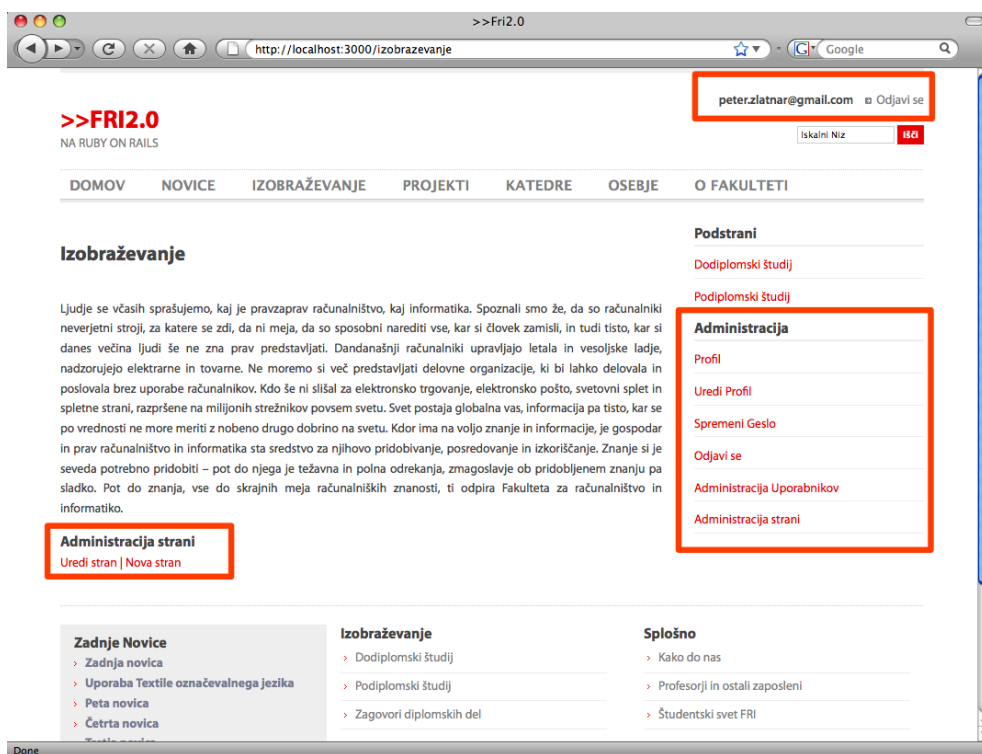 >>Fri2.0
http://localhost:3000/izobrazevanje
Google
peter.zlatnar@gmail.com Odjavi se
>>FRI2.0
NA RUBY ON RAILS
Iskalni Niz IŠČI
DOMOV NOVICE IZOBRAŽEVANJE PROJEKTI KATEDRE OSEBJE O FAKULTETI
Izobraževanje
Ljudje se včasih sprašujemo, kaj je pravzaprav računalništvo, kaj informatika. Spoznali smo že, da so računalniki
neverjetni stroji, za katere se zdi, da ni meja, da so sposobni narediti vse, kar si človek zamisli, in tudi tisto, kar si
danes večina ljudi še ne zna prav predstavljati. Dandanašnji računalniki upravljajo letala in vesoljske ladje,
nadzorujejo elektrarne in tovarne. Ne moremo si več predstavljati delovne organizacije, ki bi lahko delovala in
poslovala brez uporabe računalnikov. Kdo še ni slišal za elektronsko trgovanje, elektronsko pošto, svetovni splet in
spletne strani, razpršene na milijonih strežnikov povsem svetu. Svet postaja globalna vas, informacija pa tisto, kar se
po vrednosti ne more meriti z nobeno drugo dobrino na svetu. Kdor ima na voljo znanje in informacije, je gospodar
in prav računalništvo in informatika sta sredstvo za njihovo pridobivanje, posredovanje in izkoriščanje. Znanje si je
seveda potrebno pridobiti – pot do njega je težavna in polna odrekanja, zmagoslavje ob pridobljenem znanju pa
sladko. Pot do znanja, vse do skrajnih meja računalniških znanosti, ti odpira Fakulteta za računalništvo in
informatiko.
Administracija strani
Uredi stran | Nova stran
Podstrani
Dodiplomski študij
Podiplomski študij
Administracija
Profil
Uredi Profil
Spremeni Geslo
Odjavi se
Administracija Uporabnikov
Administracija strani
Zadnje Novice
Zadnja novica
Uporaba Textile označevalnega jezika
Peta novica
Četrta novica
Tretja novica
Izobraževanje
Dodiplomski študij
Podiplomski študij
Zagovori diplomskih del
Splošno
Kako do nas
Profesorji in ostali zaposleni
Študentski svet FRI
Done